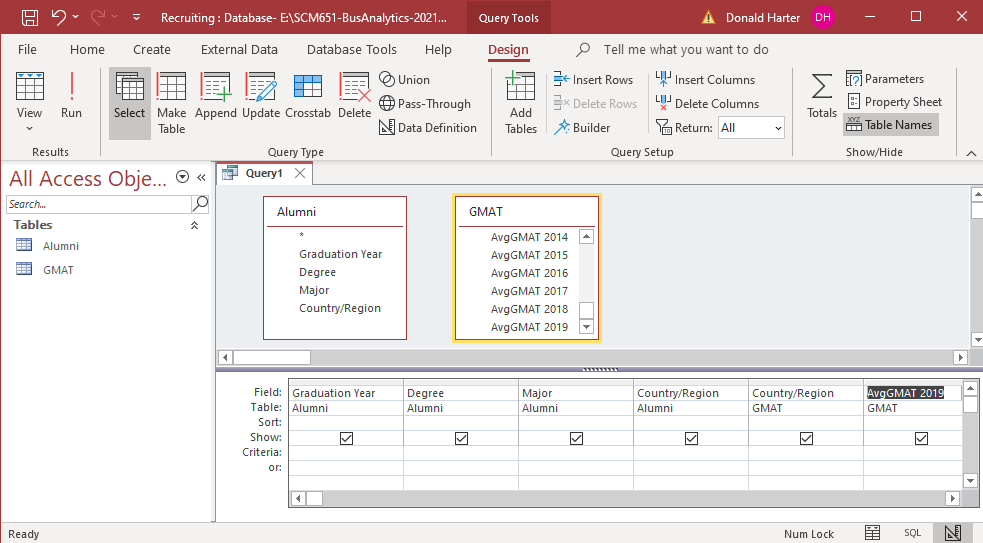 Recruiting : Database- E:\SCM651-BusAnalytics-2021...
Query Tools
Donald Harter
DH
File Home Create External Data Database Tools Help Design Tell me what you want to do
View
Run
Select
Make Table
Append
Update
Crosstab
Delete
Union
Pass-Through
Data Definition
Add Tables
Insert Rows
Delete Rows
Builder
Insert Columns
Delete Columns
Return: All
Totals
Parameters
Property Sheet
XYZ Table Names
Results Query Type Query Setup Show/Hide
All Access Obje...
Search...
Tables
Alumni
GMAT
Query1
Alumni
*
Graduation Year
Degree
Major
Country/Region
GMAT
AvgGMAT 2014
AvgGMAT 2015
AvgGMAT 2016
AvgGMAT 2017
AvgGMAT 2018
AvgGMAT 2019
Field: Graduation Year Degree Major Country/Region Country/Region AvgGMAT 2019
Table: Alumni Alumni Alumni Alumni GMAT GMAT
Sort:
Show:
Criteria:
or:
Ready
Num Lock
SQL